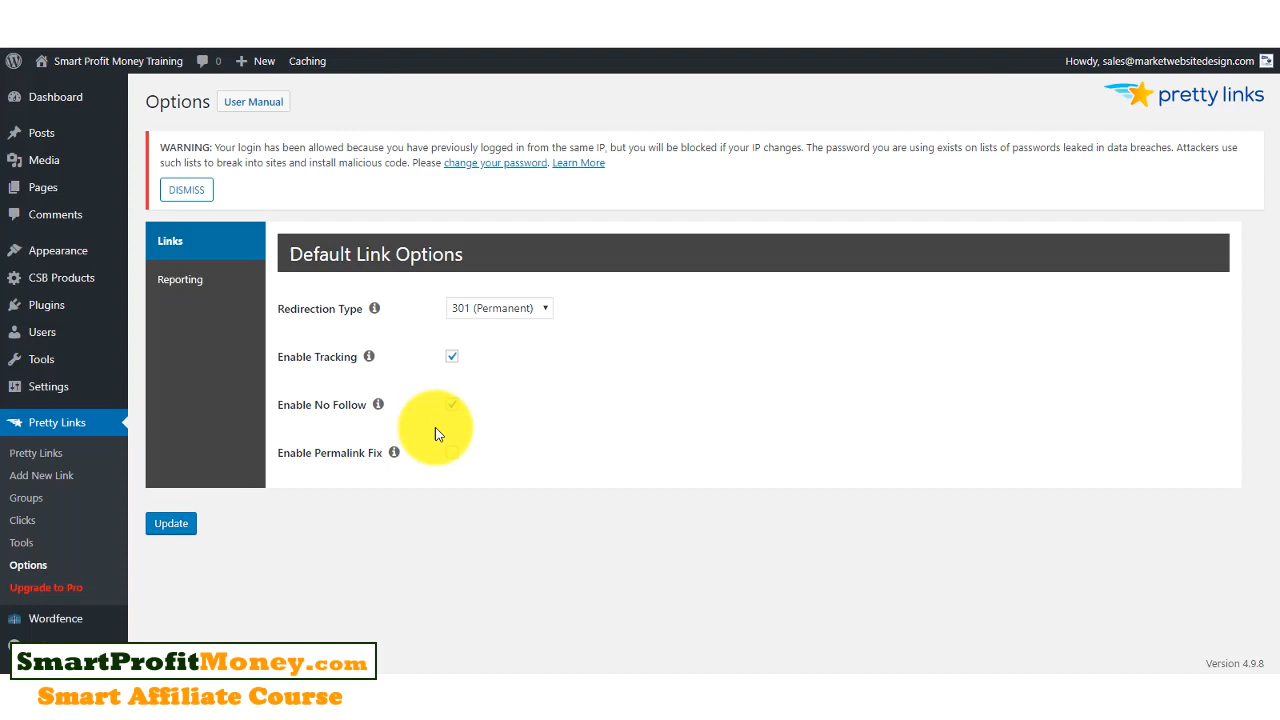 Smart Profit Money Training 0 New Caching Howdy, sales@marketwebsitedesign.com
Dashboard
Posts
Media
Pages
Comments
Appearance
CSB Products
Plugins
Users
Tools
Settings
Pretty Links
Pretty Links
Add New Link
Groups
Clicks
Tools
Options
Upgrade to Pro
Wordfence
Options User Manual
pretty links
WARNING: Your login has been allowed because you have previously logged in from the same IP, but you will be blocked if your IP changes. The password you are using exists on lists of passwords leaked in data breaches. Attackers use
such lists to break into sites and install malicious code. Please change your password. Learn More
DISMISS
Links
Reporting
Default Link Options
Redirection Type 301 (Permanent)
Enable Tracking
Enable No Follow
Enable Permalink Fix
Update
Version 4.9.8
SmartProfitMoney.com
Smart Affiliate Course